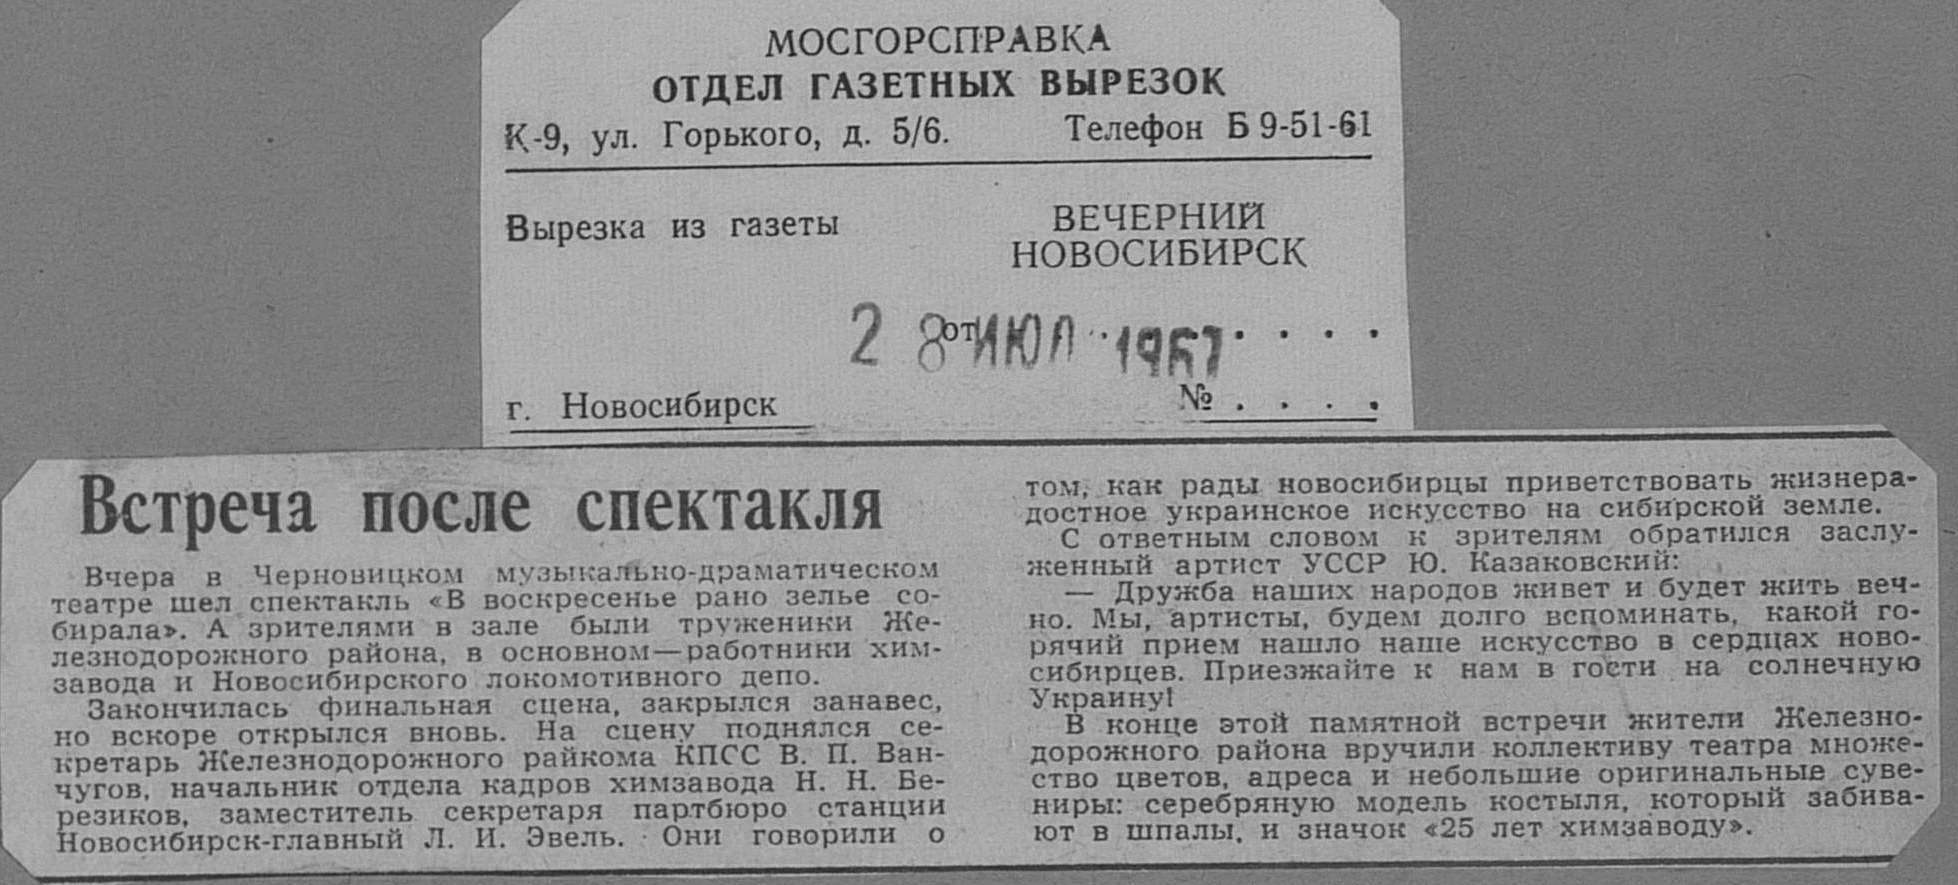 МОСГОРСПРАВКА
ОТДЕЛ ГАЗЕТНЫХ ВЫРЕЗОК
К-9, ул. Горького, д. 5/6. Телефон Б 9-51-61
Вырезка из газеты ВЕЧЕРНИЙ
НОВОСИБИРСК
2 8 от ИЮЛ 1967 . . . .
г. Новосибирск № . . . .
Встреча после спектакля
Вчера в Черновицком музыкально-драматическом
театре шел спектакль «В воскресенье рано зелье со-
бирала». А зрителями в зале были труженики Же-
лезнодорожного района, в основном—работники хим-
завода и Новосибирского локомотивного депо.
Закончилась финальная сцена, закрылся занавес,
но вскоре открылся вновь. На сцену поднялся се-
кретарь Железнодорожного райкома КПСС В. П. Ван-
чугов, начальник отдела кадров химзавода Н. Н. Бе-
резиков, заместитель секретаря партбюро станции
Новосибирск-главный Л. И. Эвель. Они говорили о
том, как рады новосибирцы приветствовать жизнера-
достное украинское искусство на сибирской земле.
С ответным словом к зрителям обратился заслу-
женный артист УССР Ю. Казаковский:
— Дружба наших народов живет и будет жить веч-
но. Мы, артисты, будем долго вспоминать, какой го-
рячий прием нашло наше искусство в сердцах ново-
сибирцев. Приезжайте к нам в гости на солнечную
Украину!
В конце этой памятной встречи жители Железно-
дорожного района вручили коллективу театра множе-
ство цветов, адреса и небольшие оригинальные суве-
ниры: серебряную модель костыля, который забива-
ют в шпалы, и значок «25 лет химзаводу».